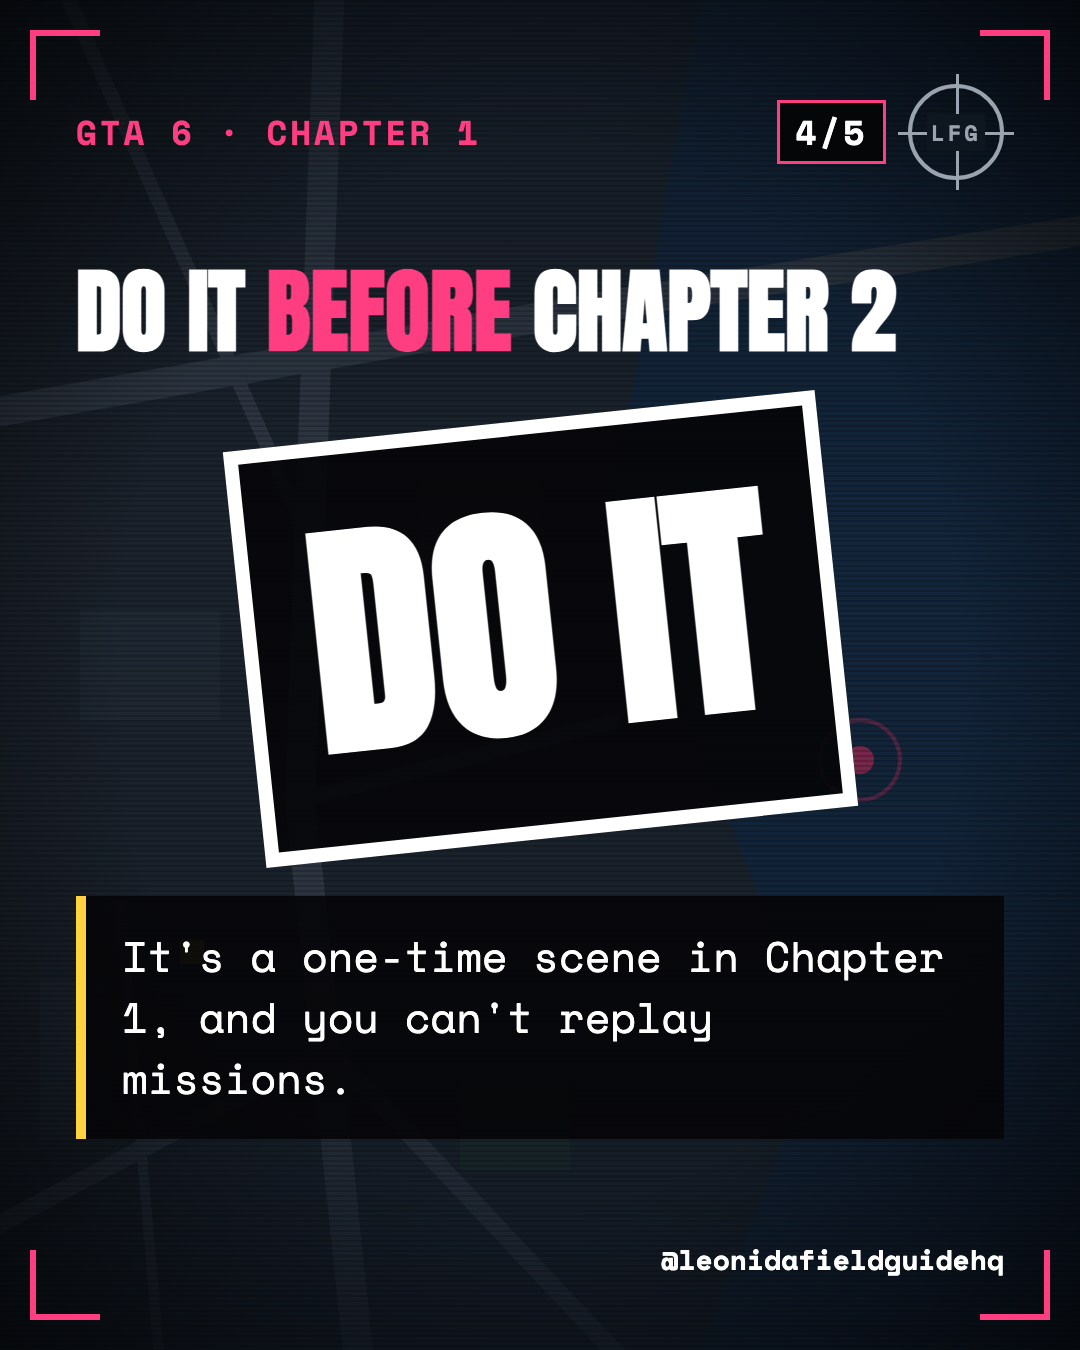 GTA 6 · CHAPTER 1
4/5
LFG
DO IT BEFORE CHAPTER 2
DO IT
It's a one-time scene in Chapter
1, and you can't replay
missions.
@leonidafieldguidehq